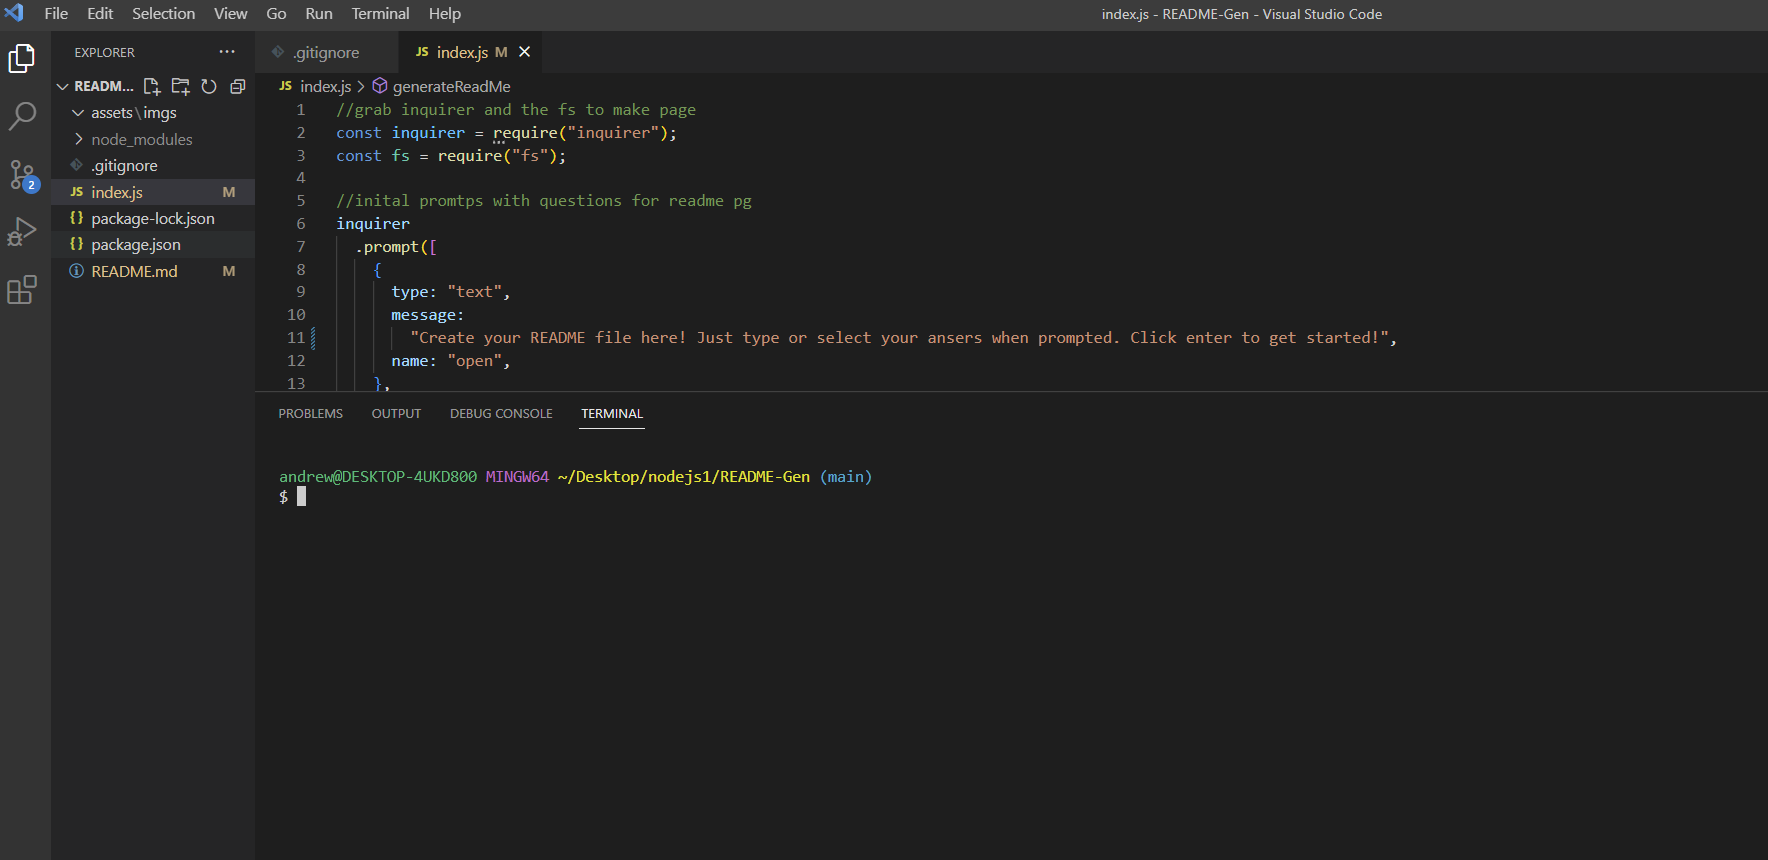 File Edit Selection View Go Run Terminal Help
index.js - README-Gen - Visual Studio Code
EXPLORER ...
READM...
assets\imgs
node_modules
.gitignore
JS index.js M
{} package-lock.json
{} package.json
README.md M
2
.gitignore
JS index.js M
JS index.js > generateReadMe
1 //grab inquirer and the fs to make page
2 const inquirer = require("inquirer");
3 const fs = require("fs");
4
5 //inital promtps with questions for readme pg
6 inquirer
7 .prompt([
8 {
9 type: "text",
10 message:
11 "Create your README file here! Just type or select your ansers when prompted. Click enter to get started!",
12 name: "open",
13 },
PROBLEMS OUTPUT DEBUG CONSOLE TERMINAL
andrew@DESKTOP-4UKD800 MINGW64 ~/Desktop/nodejs1/README-Gen (main)
$